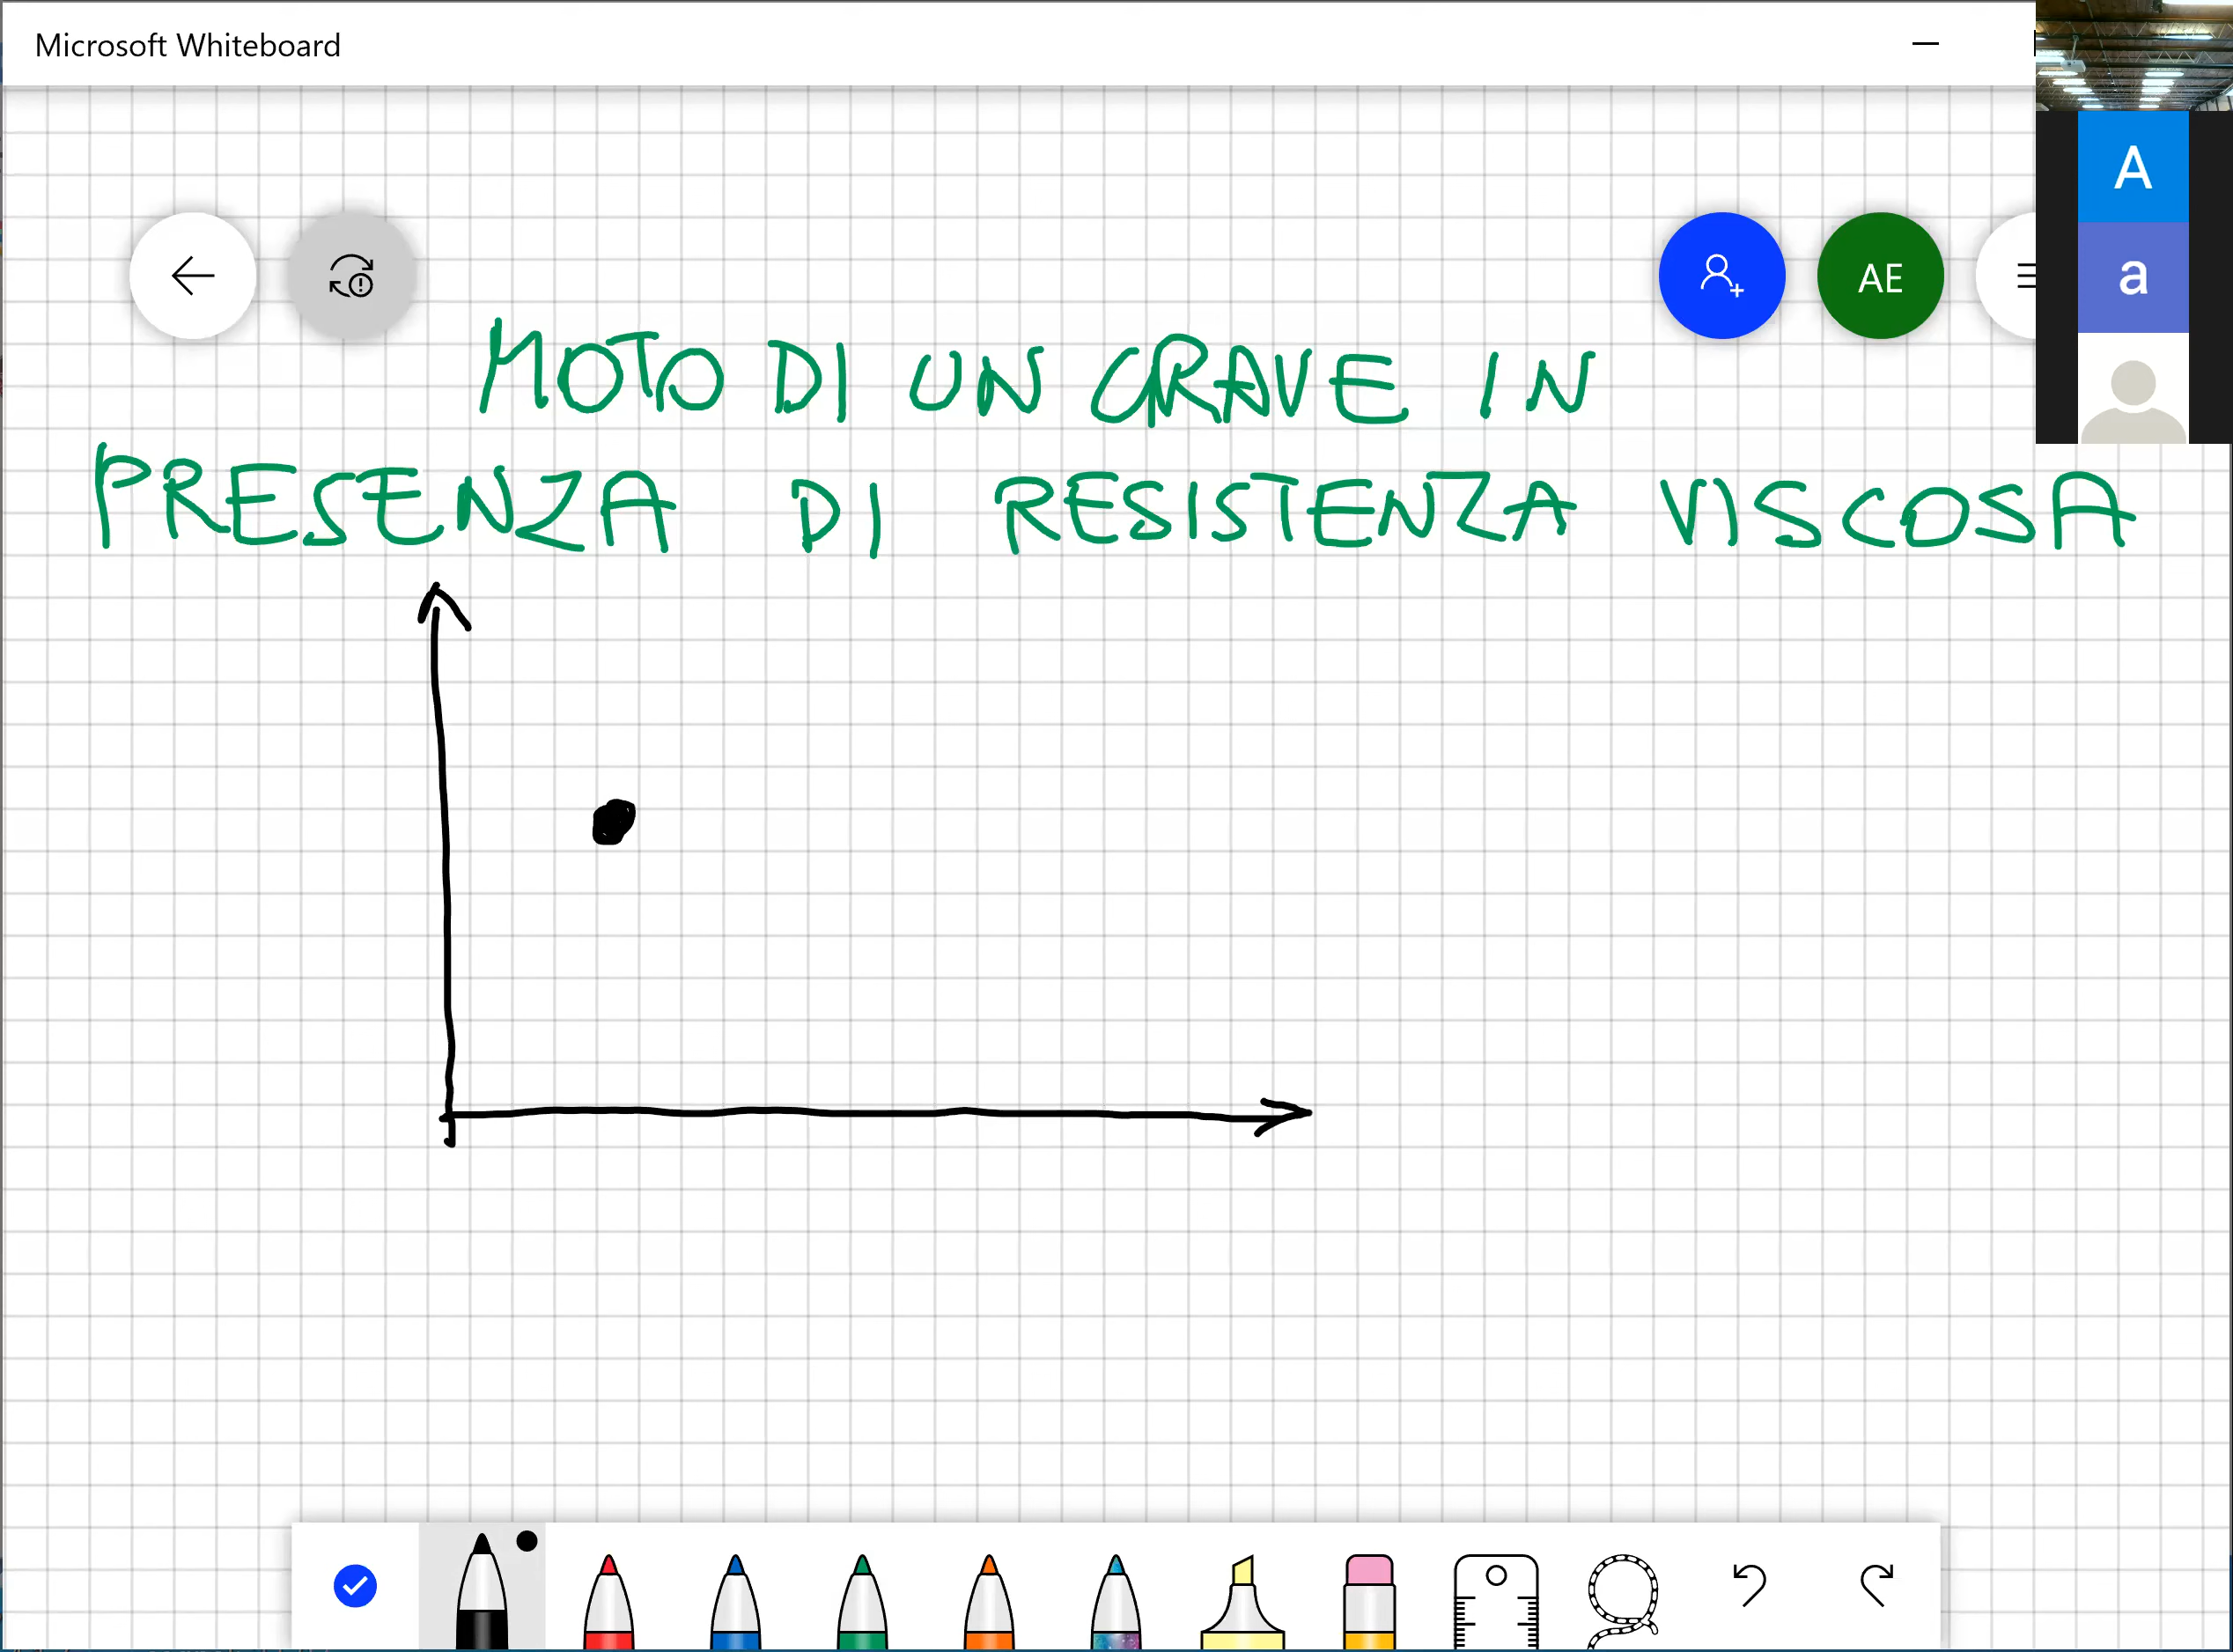 Microsoft Whiteboard
A
a
AE
MOTO DI UN GRAVE IN
PRESENZA DI RESISTENZA VISCOSA